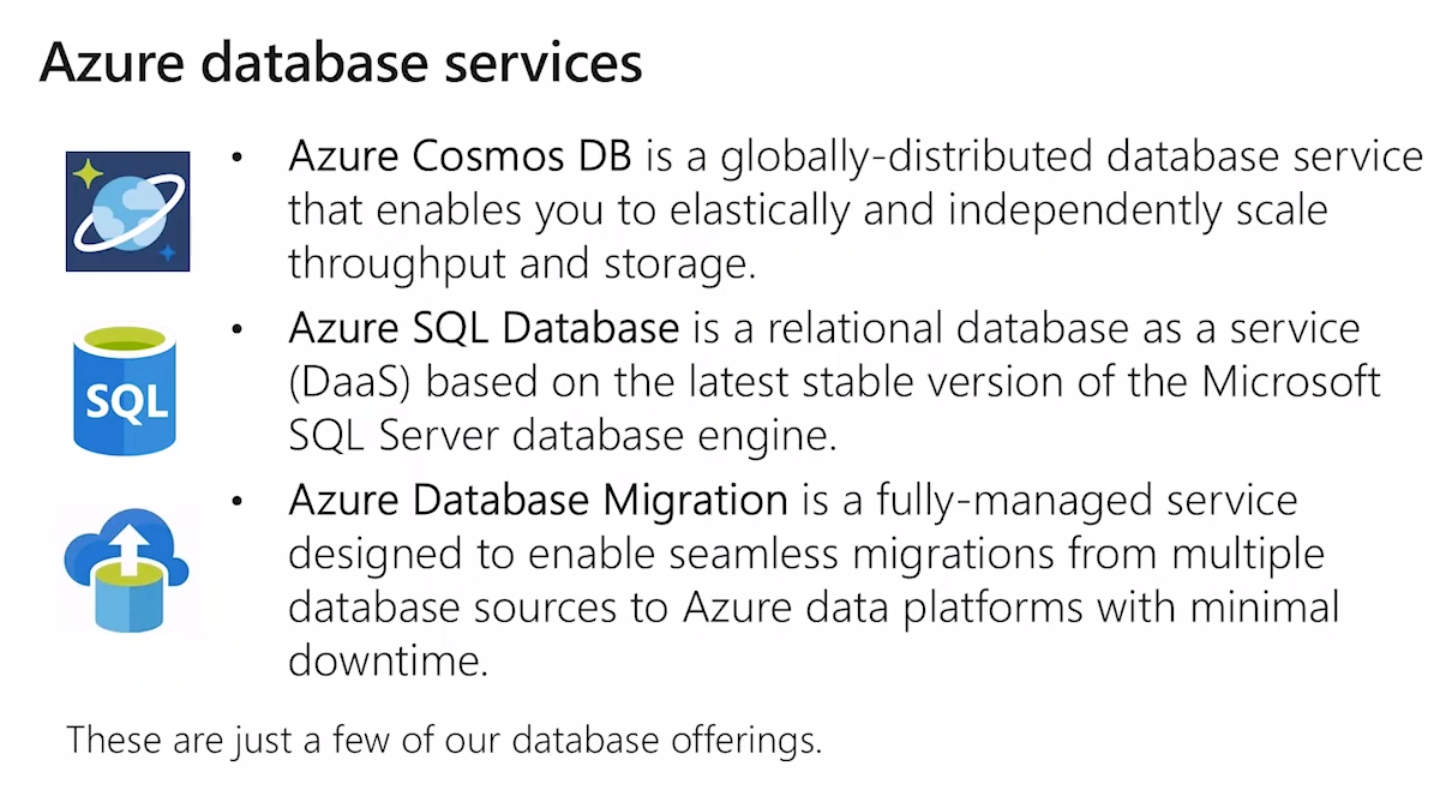 Azure database services
• Azure Cosmos DB is a globally-distributed database service
that enables you to elastically and independently scale
throughput and storage.
• Azure SQL Database is a relational database as a service
(DaaS) based on the latest stable version of the Microsoft
SQL Server database engine.
SQL
• Azure Database Migration is a fully-managed service
designed to enable seamless migrations from multiple
database sources to Azure data platforms with minimal
downtime.
These are just a few of our database offerings.